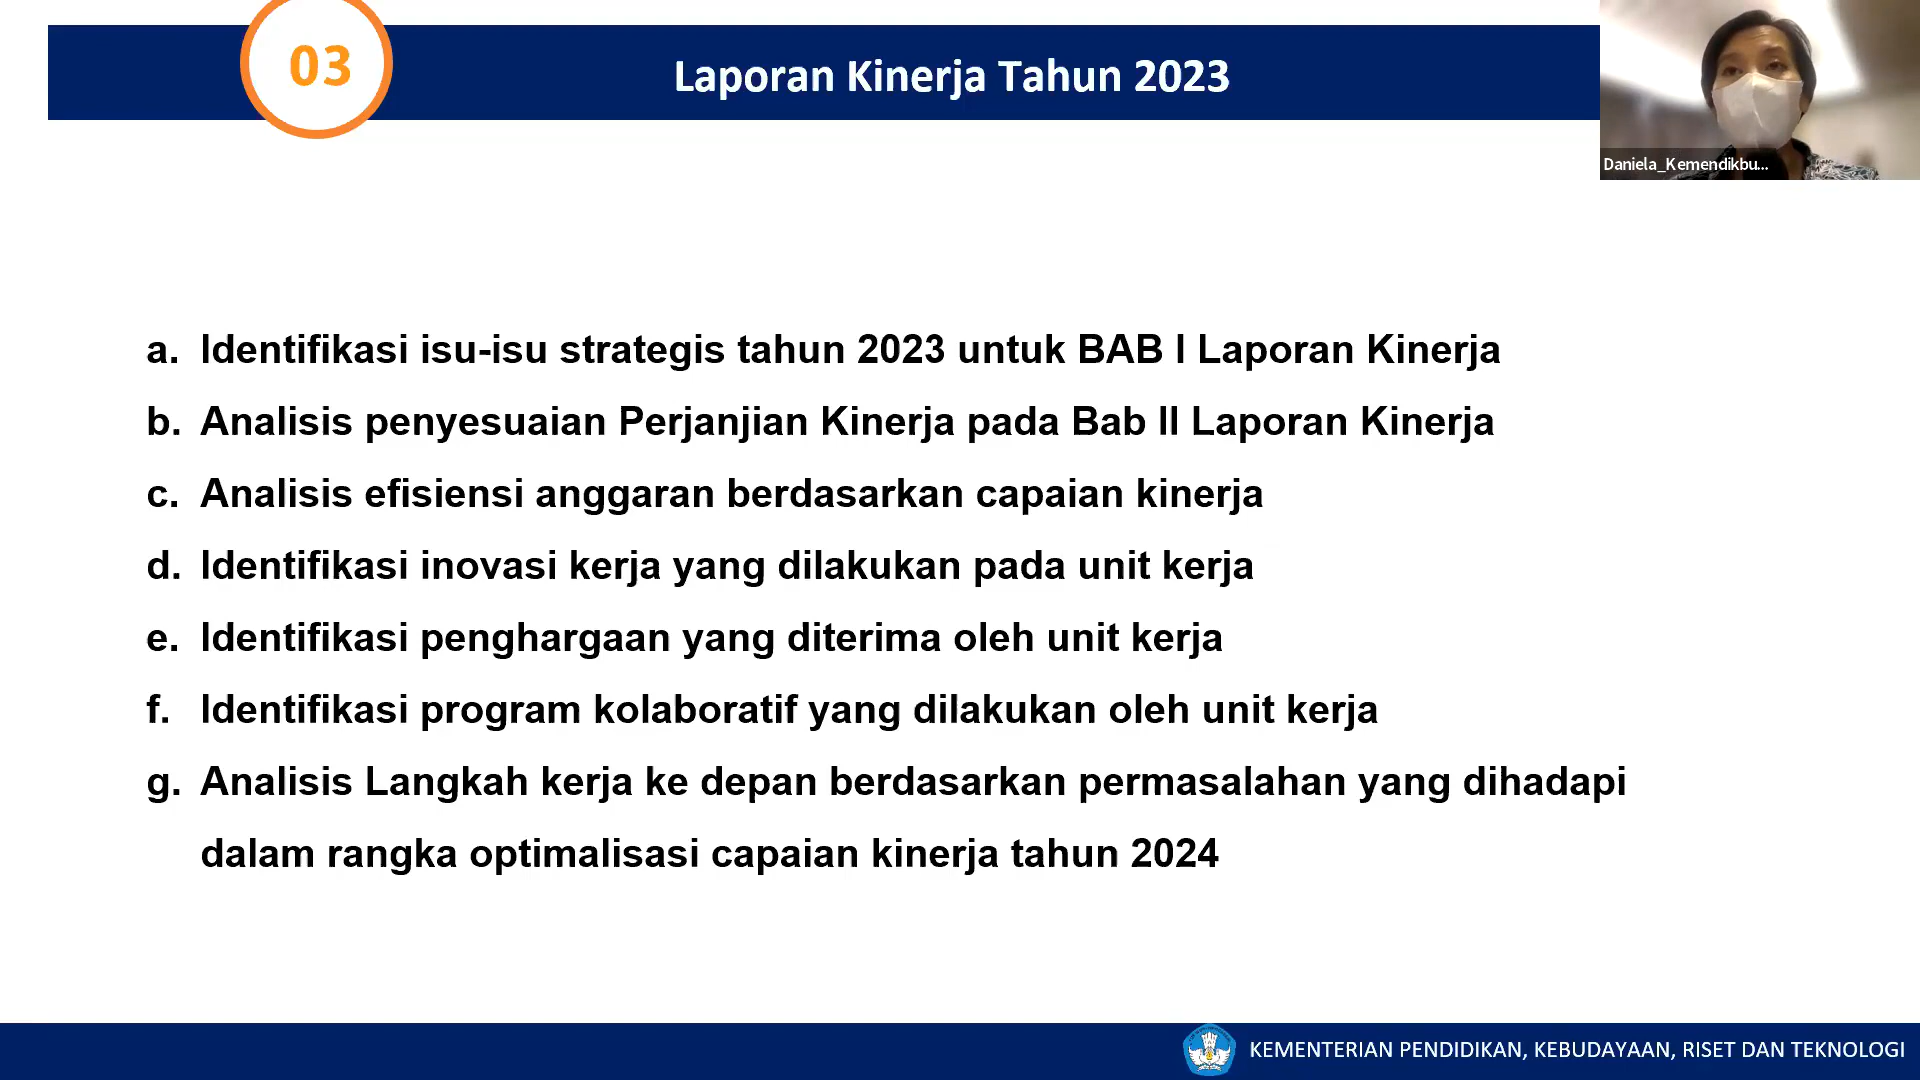 03
Laporan Kinerja Tahun 2023
Daniela_Kemendikbu...
a. Identifikasi isu-isu strategis tahun 2023 untuk BAB I Laporan Kinerja
b. Analisis penyesuaian Perjanjian Kinerja pada Bab II Laporan Kinerja
c. Analisis efisiensi anggaran berdasarkan capaian kinerja
d. Identifikasi inovasi kerja yang dilakukan pada unit kerja
e. Identifikasi penghargaan yang diterima oleh unit kerja
f. Identifikasi program kolaboratif yang dilakukan oleh unit kerja
g. Analisis Langkah kerja ke depan berdasarkan permasalahan yang dihadapi
dalam rangka optimalisasi capaian kinerja tahun 2024
KEMENTERIAN PENDIDIKAN, KEBUDAYAAN, RISET DAN TEKNOLOGI